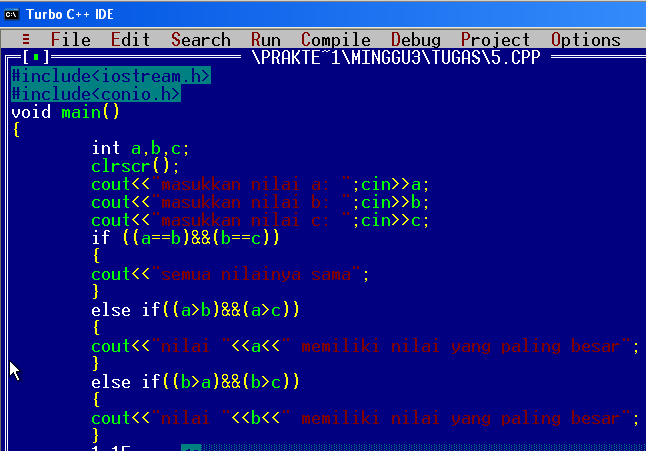 Turbo C++ IDE
≡ File Edit Search Run Compile Debug Project Options
[■] \PRAKTE~1\MINGGU3\TUGAS\5.CPP
#include<iostream.h>
#include<conio.h>
void main()
{
int a,b,c;
clrscr();
cout<<"masukkan nilai a: ";cin>>a;
cout<<"masukkan nilai b: ";cin>>b;
cout<<"masukkan nilai c: ";cin>>c;
if ((a==b)&&(b==c))
{
cout<<"semua nilainya sama";
}
else if((a>b)&&(a>c))
{
cout<<"nilai "<<a<<" memiliki nilai yang paling besar";
}
else if((b>a)&&(b>c))
{
cout<<"nilai "<<b<<" memiliki nilai yang paling besar";
}